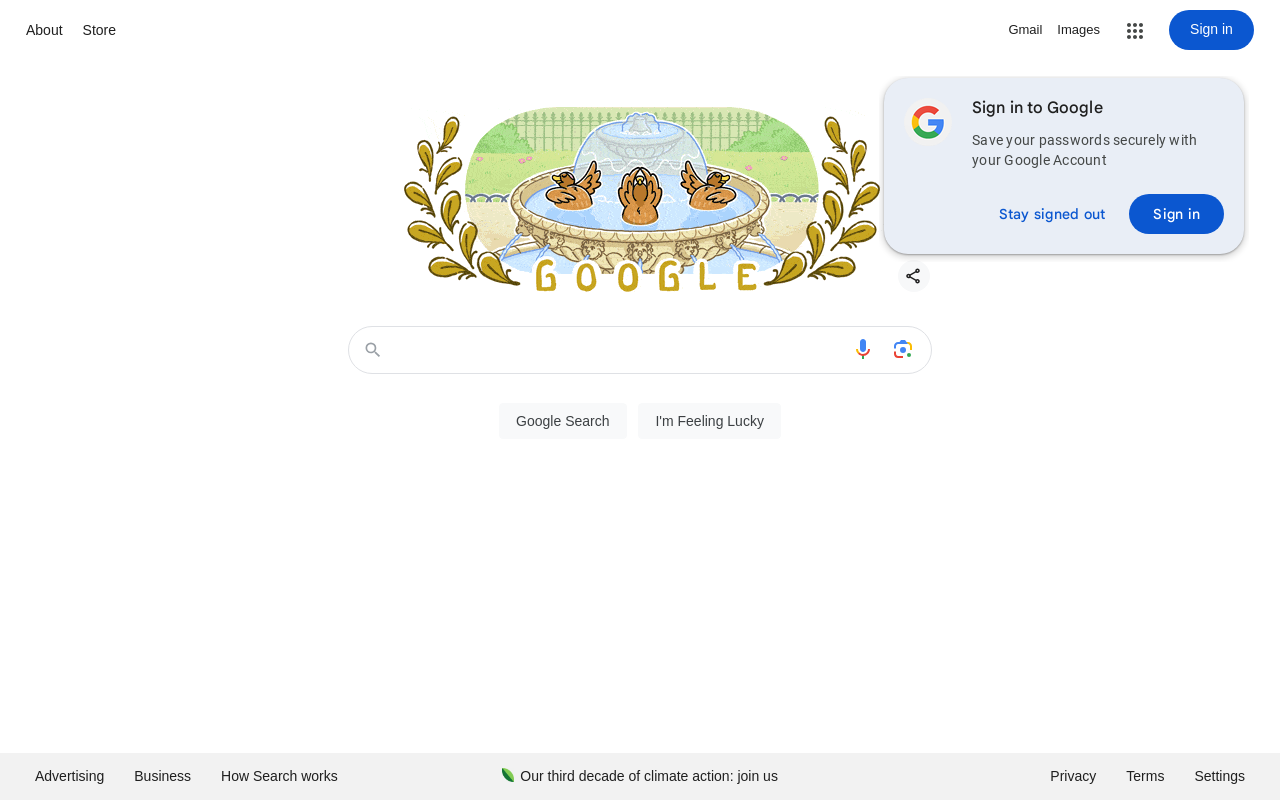 About
Store
Gmail
Images
Sign in
Sign in to Google
Save your passwords securely with
your Google Account
Stay signed out
Sign in
GOOGLE
Google Search
I'm Feeling Lucky
Advertising
Business
How Search works
Our third decade of climate action: join us
Privacy
Terms
Settings